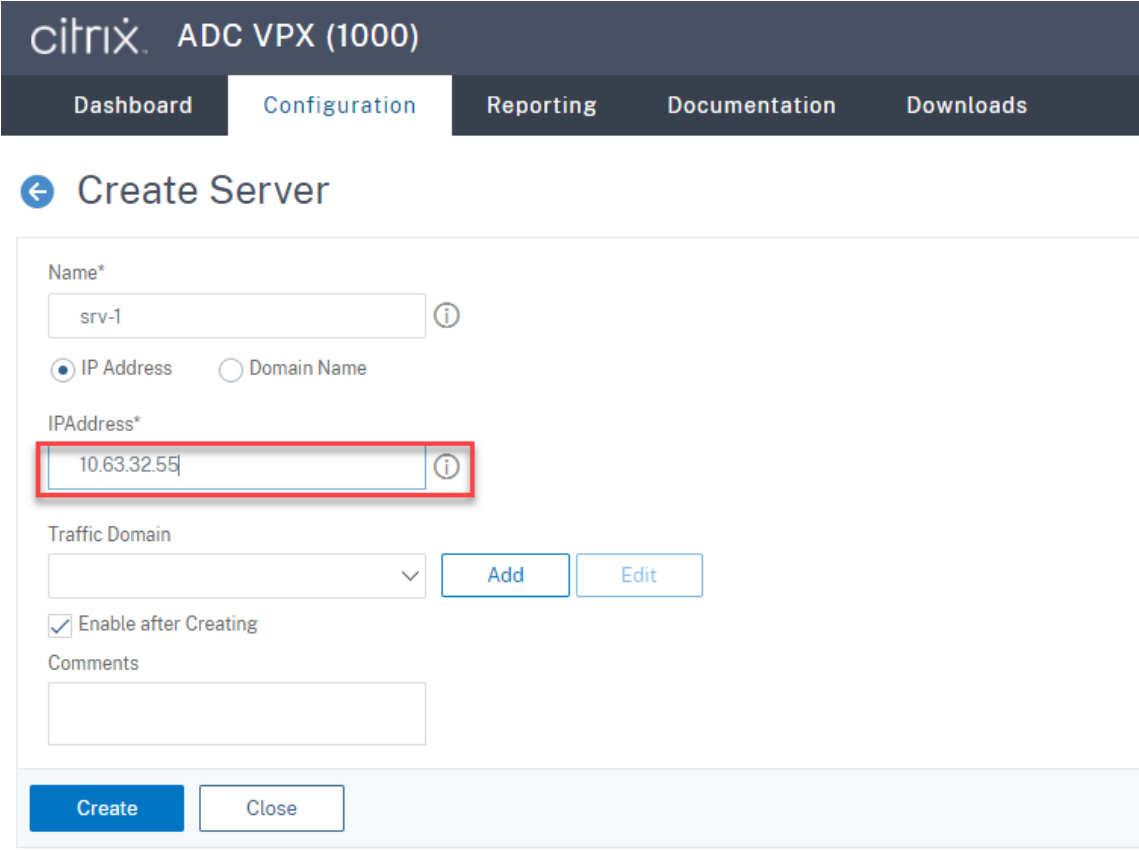 citrix. ADC VPX (1000)
Dashboard Configuration Reporting Documentation Downloads
Create Server
Name*
srv-1
IP Address Domain Name
IPAddress*
10.63.32.55
Traffic Domain
Add Edit
Enable after Creating
Comments
Create Close